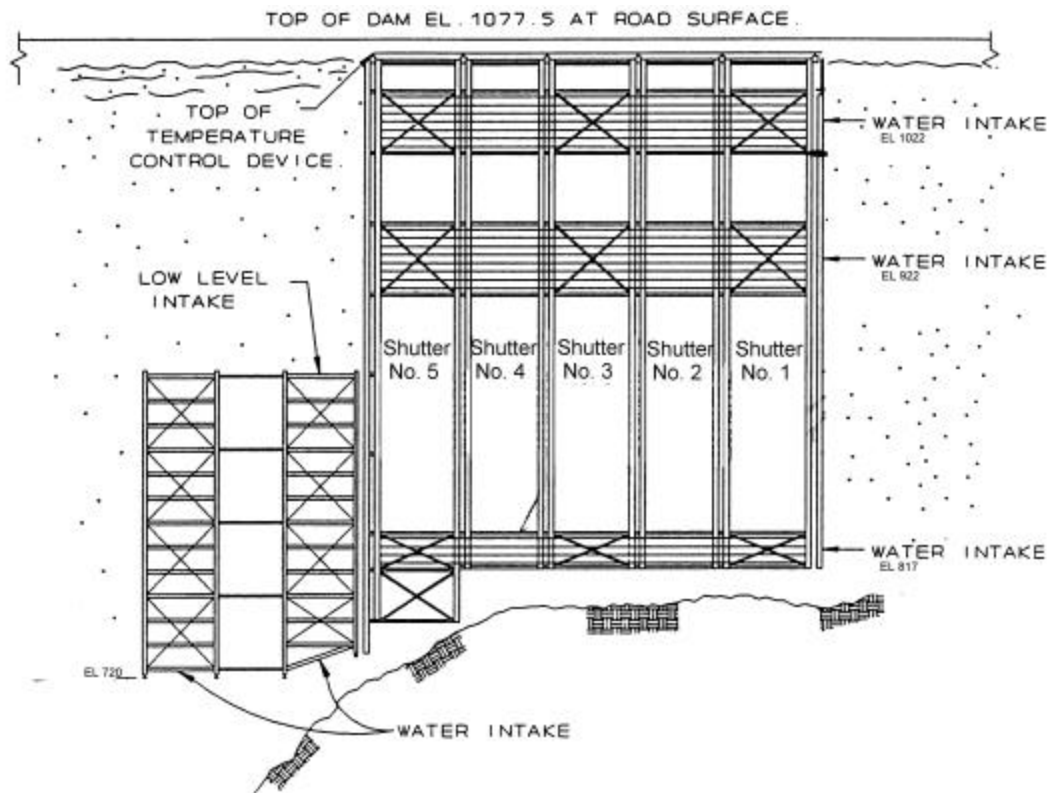 TOP OF DAM EL. 1077.5 AT ROAD SURFACE.
TOP OF
TEMPERATURE
CONTROL DEVICE.
WATER INTAKE
EL 1022
WATER INTAKE
EL 922
LOW LEVEL
INTAKE
Shutter
No. 5
Shutter
No. 4
Shutter
No. 3
Shutter
No. 2
Shutter
No. 1
WATER INTAKE
EL 817
EL 720
WATER INTAKE